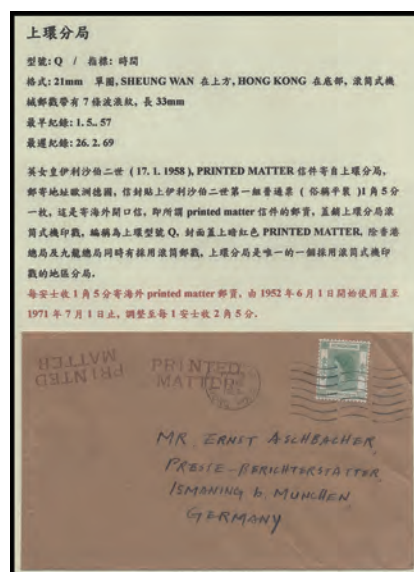 上環分局
型號: Q / 指標: 時間
格式: 21mm 單圈, SHEUNG WAN 在上方, HONG KONG 在底部, 滾筒式機
械郵戳帶有 7 條波浪紋, 長 33mm
最早紀錄: 1. 5.. 57
最遲紀錄: 26. 2. 69
英女皇伊利沙伯二世 ( 17. 1. 1958 ), PRINTED MATTER 信件寄自上環分局,
郵寄地址歐洲德國, 信封貼上伊利沙伯二世第一組普通票 ( 俗稱平裝 )1 角 5 分
一枚, 這是寄海外開口信, 即所謂 printed matter 信件的郵資, 蓋銷上環分局滾
筒式機印戳, 編稱為上環型號 Q, 封面蓋上暗紅色 PRINTED MATTER, 除香港
總局及九龍總局同時有採用滾筒郵戳, 上環分局是唯一的一個採用滾筒式機印
戳的地區分局.
每安士收 1 角 5 分寄海外 printed matter 郵資, 由 1952 年 6 月 1 日開始使用直至
1971 年 7 月 1 日止, 調整至每 1 安士收 2 角 5 分.
PRINTED
MATTER
PRINTED
MATTER
MR ERNST ASCHBACHER,
PRESSE-BERICHTERSTATTER,
ISMANING b. MÜNCHEN,
GERMANY